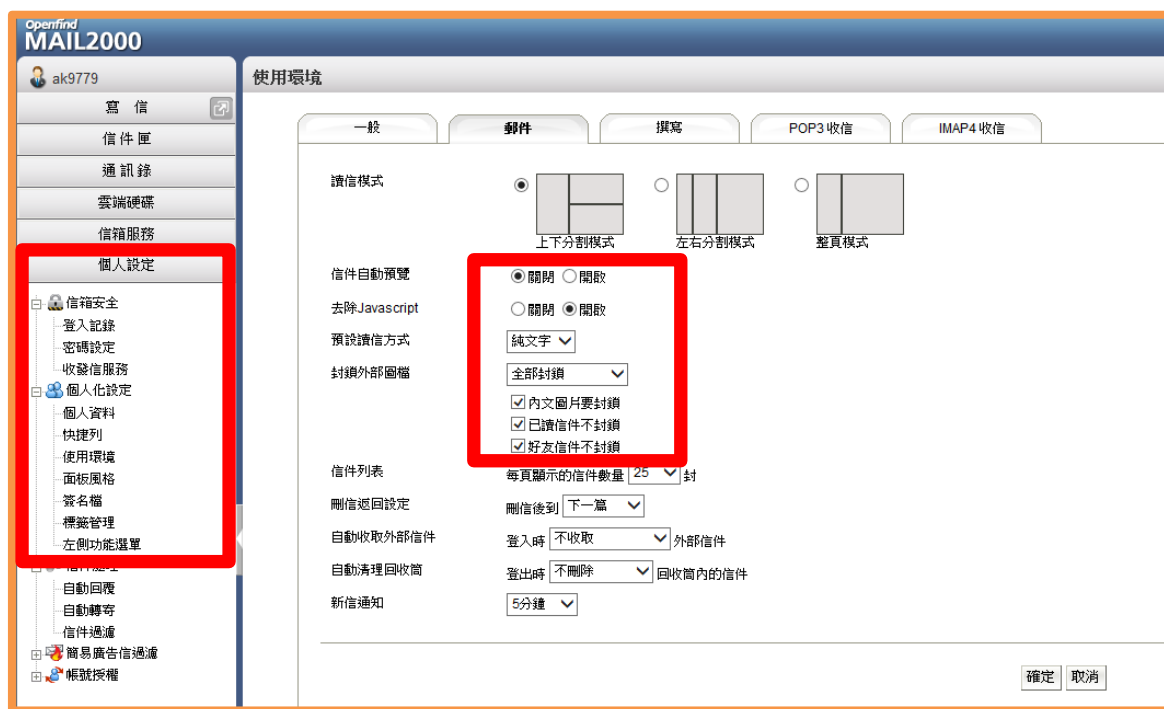 Openfind
MAIL2000
ak9779
寫 信
信件匣
通訊錄
雲端硬碟
信箱服務
個人設定
信箱安全
登入記錄
密碼設定
收發信服務
個人化設定
個人資料
快捷列
使用環境
面板風格
簽名檔
標籤管理
左側功能選單
信件處理
自動回覆
自動轉寄
信件過濾
簡易廣告信過濾
帳號授權
使用環境
一般 郵件 撰寫 POP3 收信 IMAP4 收信
讀信模式
上下分割模式 左右分割模式 整頁模式
信件自動預覽 關閉 開啟
去除Javascript 關閉 開啟
預設讀信方式 純文字
封鎖外部圖檔 全部封鎖
內文圖片要封鎖
已讀信件不封鎖
好友信件不封鎖
信件列表 每頁顯示的信件數量 25 封
刪信返回設定 刪信後到 下一篇
自動收取外部信件 登入時 不收取 外部信件
自動清理回收筒 登出時 不刪除 回收筒內的信件
新信通知 5分鐘
確定 取消